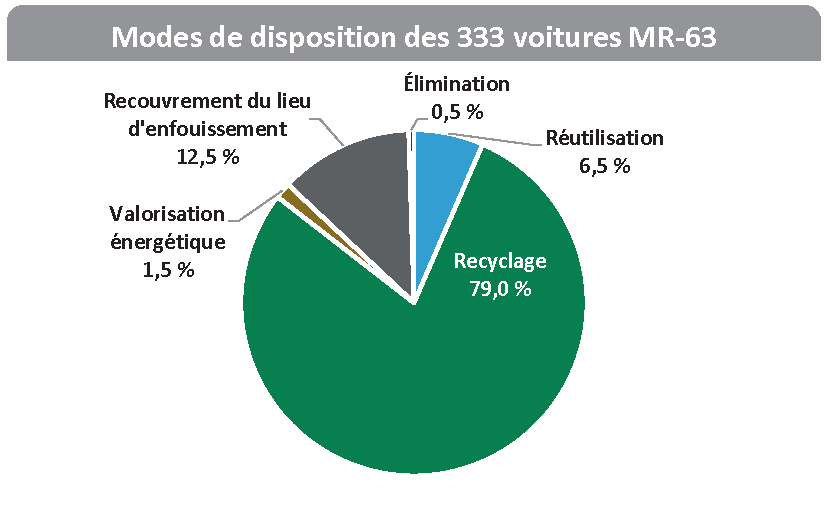 Modes de disposition des 333 voitures MR-63
Élimination
0,5 %
Recouvrement du lieu
d'enfouissement
12,5 %
Réutilisation
6,5 %
Valorisation
énergétique
1,5 %
Recyclage
79,0 %